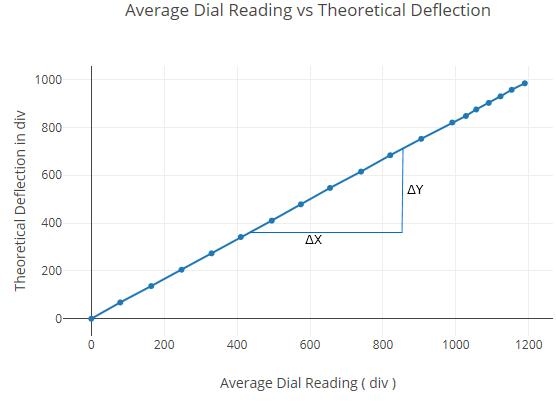 Average Dial Reading vs Theoretical Deflection
Theoretical Deflection in div
1000
800
600
400
200
0
ΔY
ΔX
0 200 400 600 800 1000 1200
Average Dial Reading ( div )